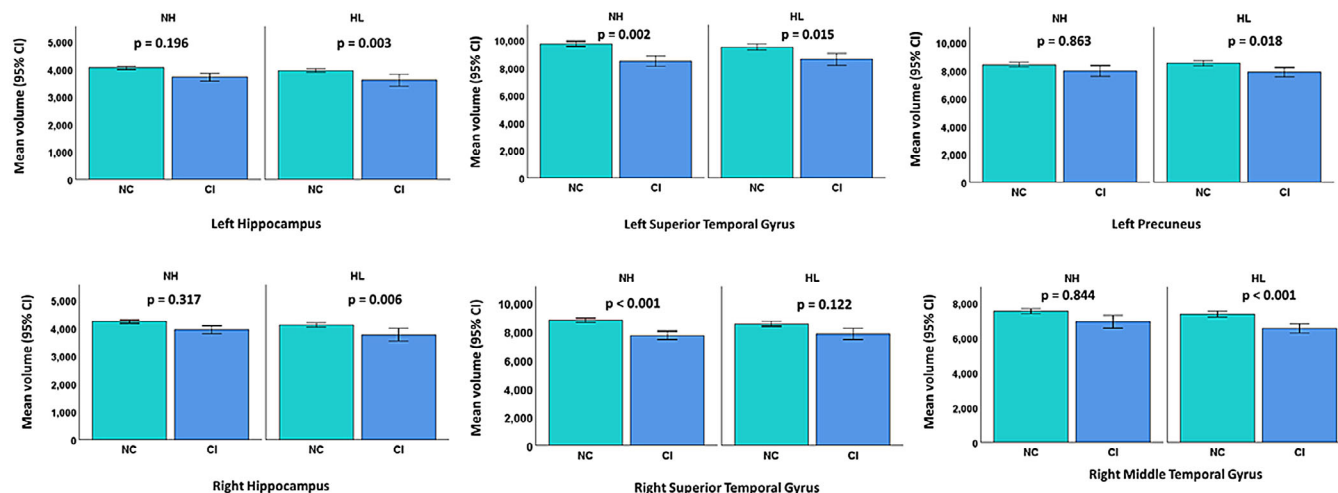 NH HL
Mean volume (95% CI)
p = 0.196 p = 0.003
5,000
4,000
3,000
2,000
1,000
0
NC CI NC CI
Left Hippocampus
NH HL
Mean volume (95% CI)
p = 0.002 p = 0.015
10,000
8,000
6,000
4,000
2,000
0
NC CI NC CI
Left Superior Temporal Gyrus
NH HL
Mean volume (95% CI)
p = 0.863 p = 0.018
10,000
8,000
6,000
4,000
2,000
0
NC CI NC CI
Left Precuneus
NH HL
Mean volume (95% CI)
p = 0.317 p = 0.006
5,000
4,000
3,000
2,000
1,000
0
NC CI NC CI
Right Hippocampus
NH HL
Mean volume (95% CI)
p < 0.001 p = 0.122
10,000
8,000
6,000
4,000
2,000
0
NC CI NC CI
Right Superior Temporal Gyrus
NH HL
Mean volume (95% CI)
p = 0.844 p < 0.001
8,000
6,000
4,000
2,000
0
NC CI NC CI
Right Middle Temporal Gyrus